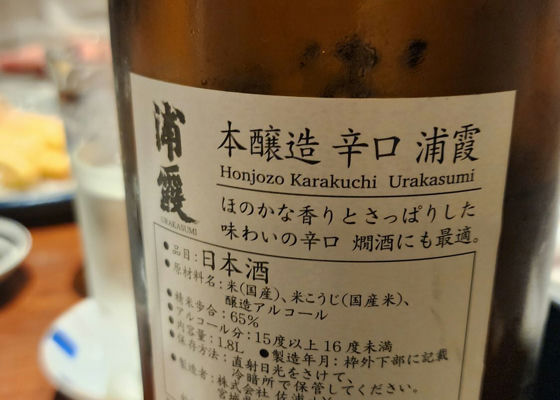 浦霞
URAKASUMI
本醸造 辛口 浦霞
Honjozo Karakuchi Urakasumi
ほのかな香りとさっぱりした
味わいの辛口 燗酒にも最適。
●品目:日本酒
●原材料名:米(国産)、米こうじ(国産米)、
醸造アルコール
●精米歩合:65%
●アルコール分:15度以上16度未満
●内容量:1.8L ●製造年月:枠外下部に記載
●保存方法:直射日光をさけて、
冷暗所で保管してください。
●製造者:株式会社 佐浦
宮城県